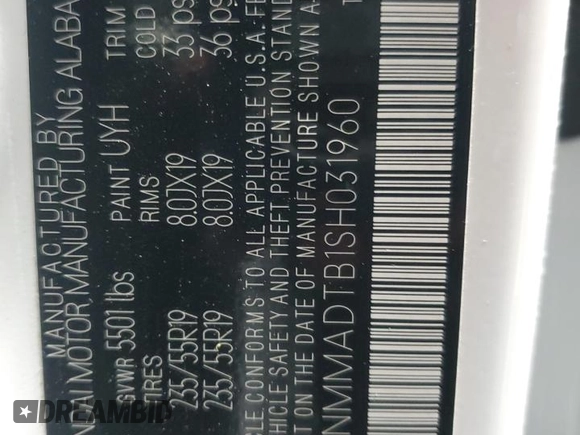 MANUFACTURED BY
MOTOR MANUFACTURING ALABA
GVWR 5501 lbs PAINT UYH TRIM
TIRES RIMS COLD
235/55R19 8.0JX19 33 ps
235/55R19 8.0JX19 36 ps
LE CONFORMS TO ALL APPLICABLE U.S.A. FE
VEHICLE SAFETY AND THEFT PREVENTION STAND
T ON THE DATE OF MANUFACTURE SHOWN A
NMMADTB1SH031960
DREAMBID